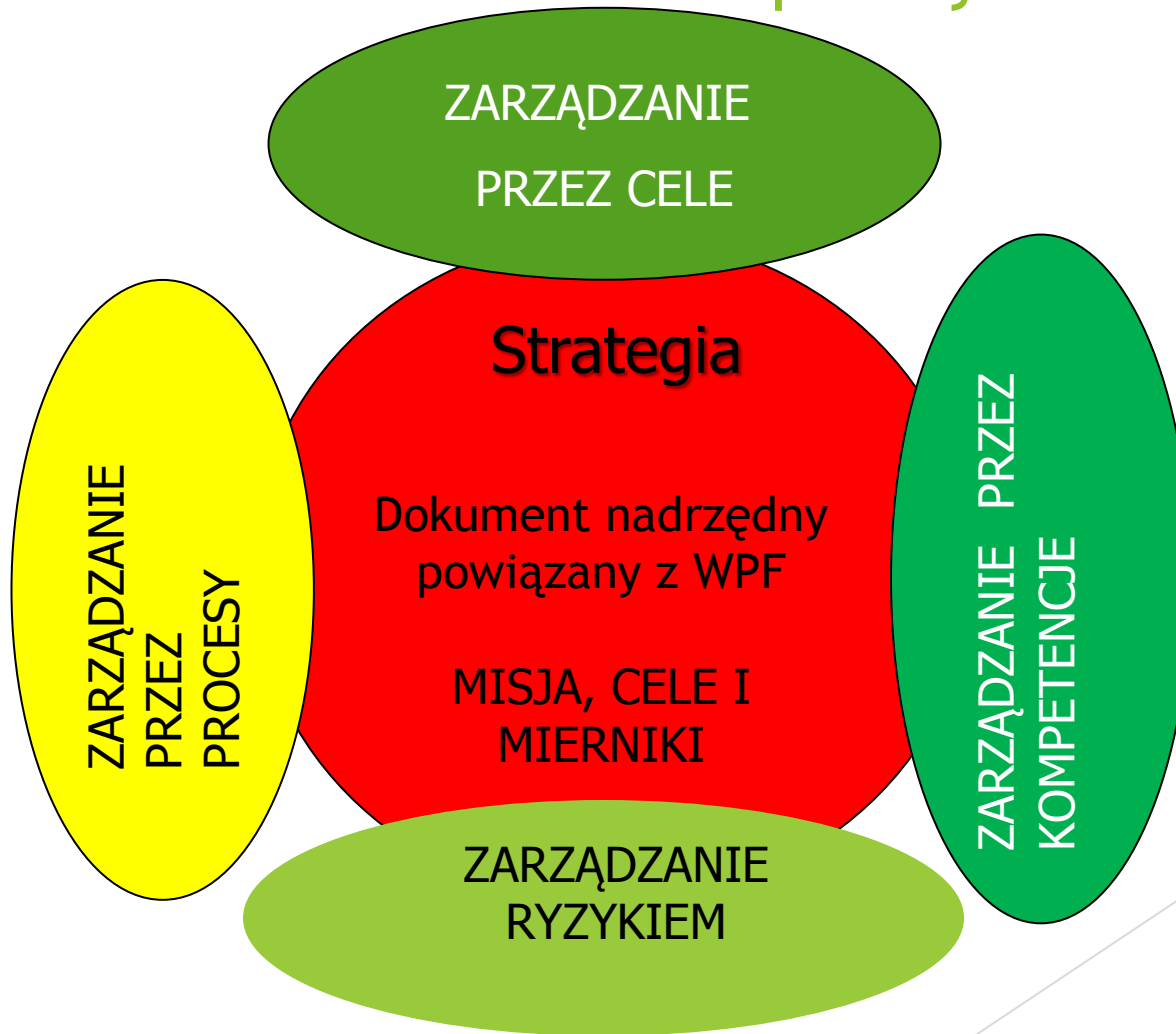 ZARZĄDZANIE
PRZEZ CELE
Strategia
Dokument nadrzędny
powiązany z WPF
MISJA, CELE I
MIERNIKI
ZARZĄDZANIE
PRZEZ
PROCESY
ZARZĄDZANIE PRZEZ
KOMPETENCJE
ZARZĄDZANIE
RYZYKIEM